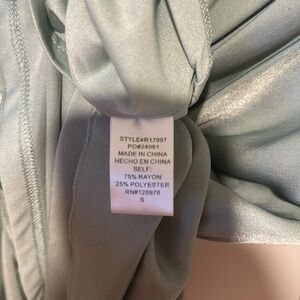 STYLE#R17997
PO#24061
MADE IN CHINA
HECHO EN CHINA
SELF:
75% RAYON
25% POLYESTER
RN#120978
S